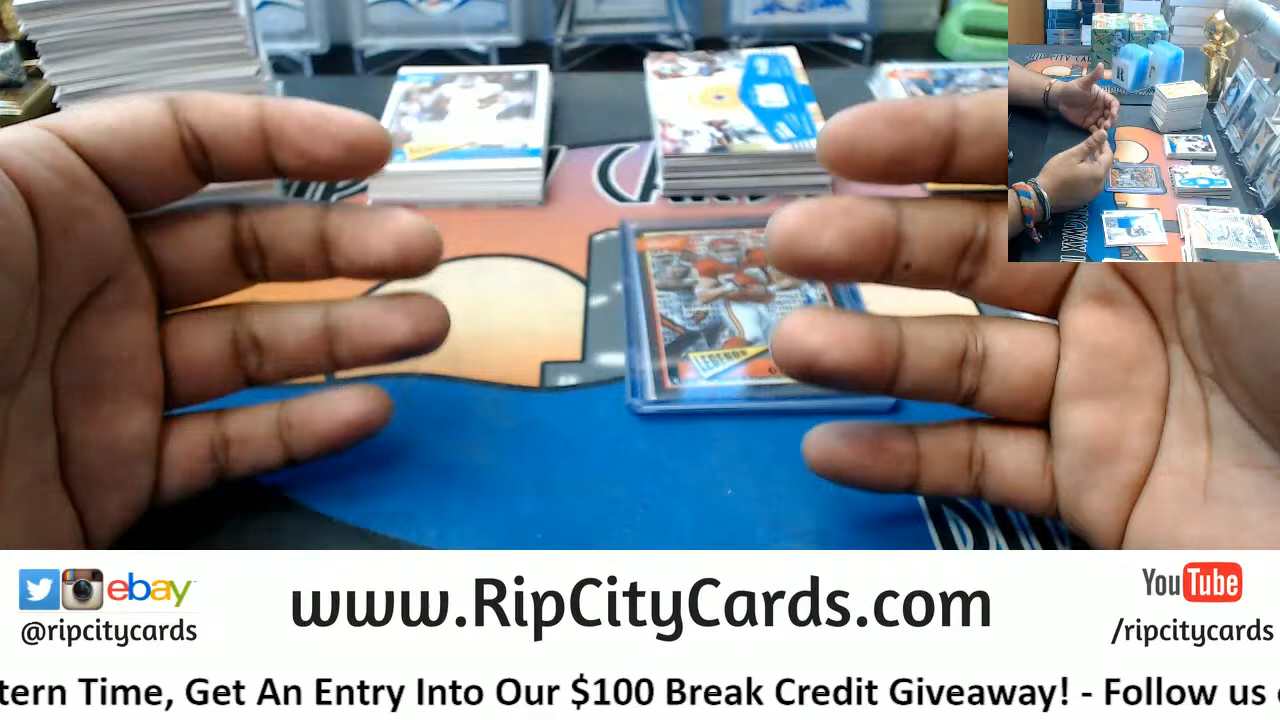 LEGENDS
ebay
@ripcitycards
www.RipCityCards.com
YouTube
/ripcitycards
tern Time, Get An Entry Into Our $100 Break Credit Giveaway! - Follow us